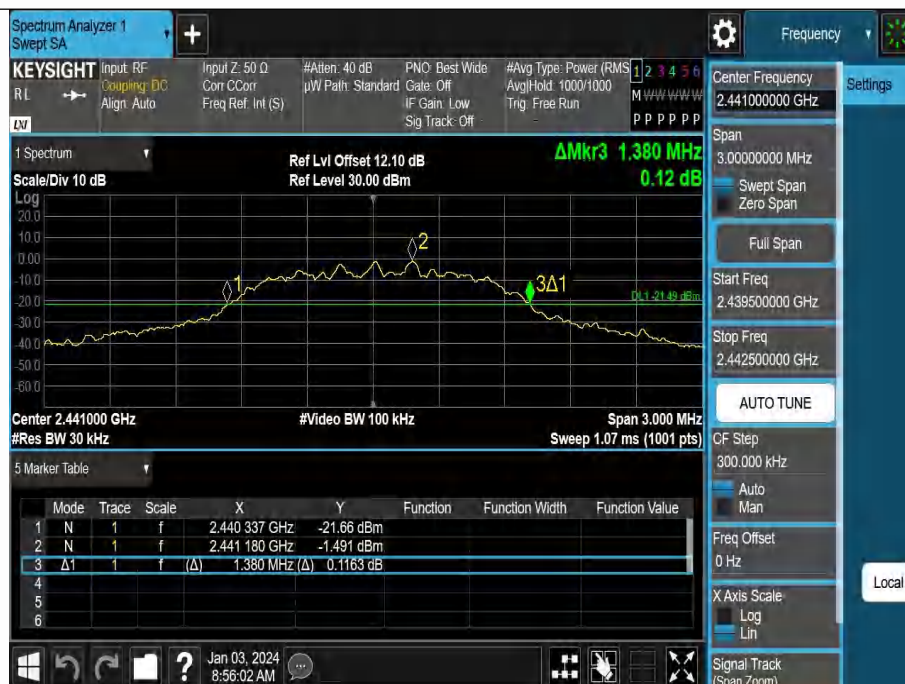 Spectrum Analyzer 1
Swept SA
+
Frequency
KEYSIGHT
RL
LXI
Input: RF
Coupling: DC
Align: Auto
Input Z: 50 Ω
Corr CCorr
Freq Ref: Int (S)
#Atten: 40 dB
µW Path: Standard
PNO: Best Wide
Gate: Off
IF Gain: Low
Sig Track: Off
#Avg Type: Power (RMS
Avg|Hold: 1000/1000
Trig: Free Run
1 2 3 4 5 6
M W W W W W
P P P P P P
1 Spectrum
Scale/Div 10 dB
Ref Lvl Offset 12.10 dB
Ref Level 30.00 dBm
ΔMkr3 1.380 MHz
0.12 dB
Log
20.0
10.0
0.00
-10.0
-20.0
-30.0
-40.0
-50.0
-60.0
1
2
3Δ1
DL1 -21.49 dBm
Center 2.441000 GHz
#Video BW 100 kHz
Span 3.000 MHz
#Res BW 30 kHz
Sweep 1.07 ms (1001 pts)
5 Marker Table
Mode Trace Scale X Y Function Function Width Function Value
1 N 1 f 2.440 337 GHz -21.66 dBm
2 N 1 f 2.441 180 GHz -1.491 dBm
3 Δ1 1 f (Δ) 1.380 MHz (Δ) 0.1163 dB
4
5
6
Jan 03, 2024
8:56:02 AM
?
Center Frequency
2.441000000 GHz
Settings
Span
3.00000000 MHz
Swept Span
Zero Span
Full Span
Start Freq
2.439500000 GHz
Stop Freq
2.442500000 GHz
AUTO TUNE
CF Step
300.000 kHz
Auto
Man
Freq Offset
0 Hz
Local
X Axis Scale
Log
Lin
Signal Track
(Span Zoom)